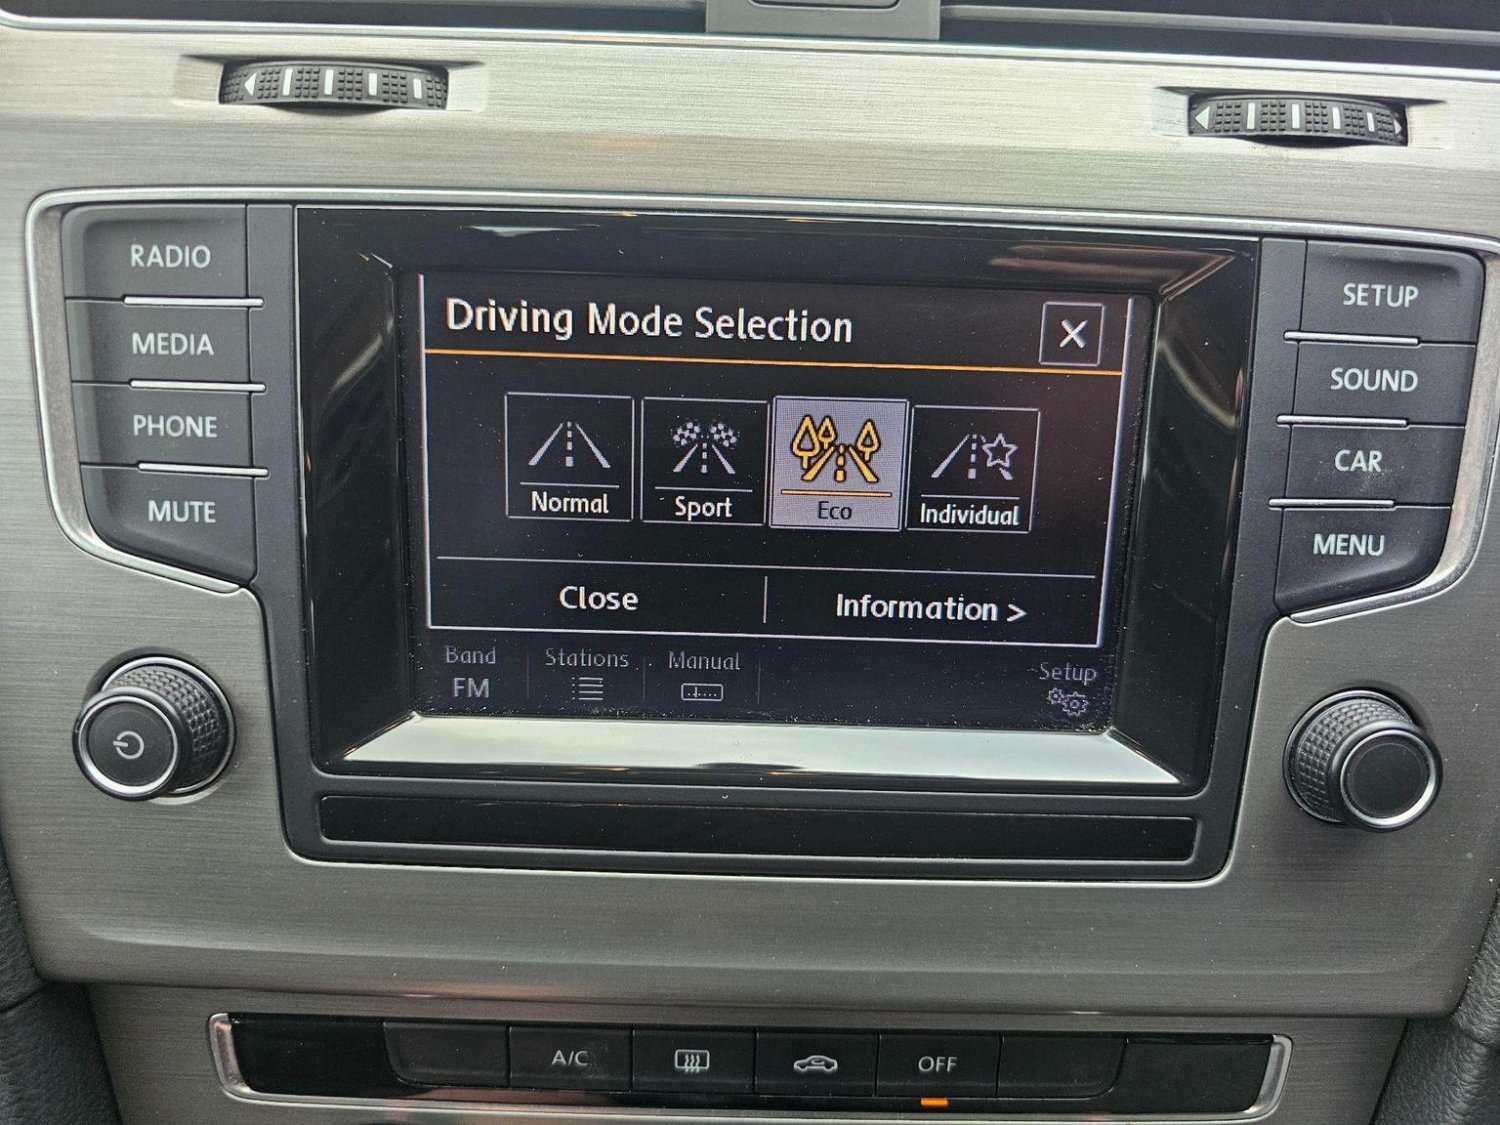 RADIO
MEDIA
PHONE
MUTE
Driving Mode Selection
Normal
Sport
Eco
Individual
Close
Information >
Band
FM
Stations
Manual
Setup
SETUP
SOUND
CAR
MENU
A/C
OFF